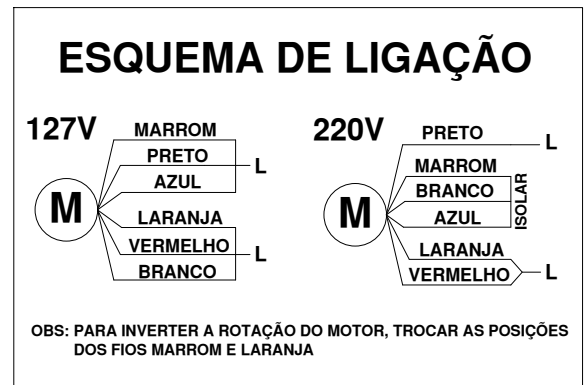 ESQUEMA DE LIGAÇÃO
127V
MARROM
PRETO
AZUL
L
M
LARANJA
VERMELHO
BRANCO
L
220V
PRETO
L
MARROM
BRANCO
AZUL
ISOLAR
M
LARANJA
VERMELHO
L
OBS: PARA INVERTER A ROTAÇÃO DO MOTOR, TROCAR AS POSIÇÕES
DOS FIOS MARROM E LARANJA